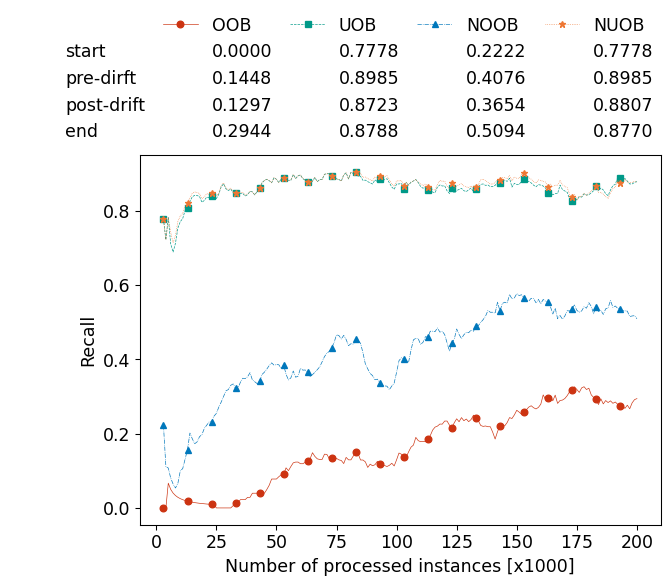 OOB UOB NOOB NUOB
start 0.0000 0.7778 0.2222 0.7778
pre-dirft 0.1448 0.8985 0.4076 0.8985
post-drift 0.1297 0.8723 0.3654 0.8807
end 0.2944 0.8788 0.5094 0.8770
0.8
0.6
0.4
0.2
0.0
Recall
0 25 50 75 100 125 150 175 200
Number of processed instances [x1000]